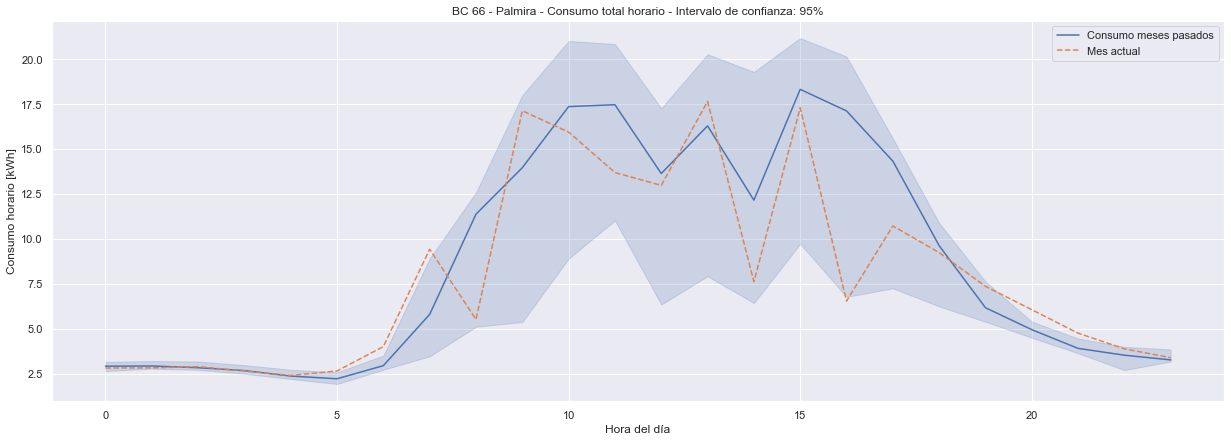 BC 66 - Palmira - Consumo total horario - Intervalo de confianza: 95%
Consumo meses pasados
Mes actual
Consumo horario [kWh]
20.0
17.5
15.0
12.5
10.0
7.5
5.0
2.5
0
5
10
15
20
Hora del día